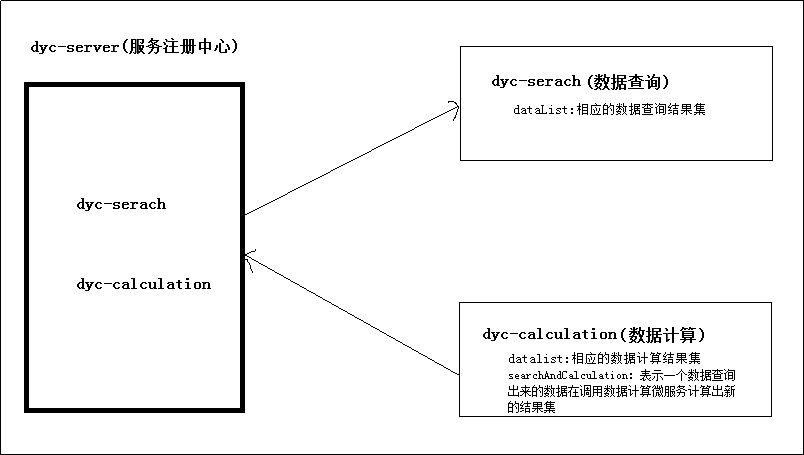 dyc-server(服务注册中心)
dyc-serach
dyc-calculation
dyc-serach(数据查询)
dataList:相应的数据查询结果集
dyc-calculation(数据计算)
datalist:相应的数据计算结果集
searchAndCalculation: 表示一个数据查询
出来的数据在调用数据计算微服务计算出新
的结果集